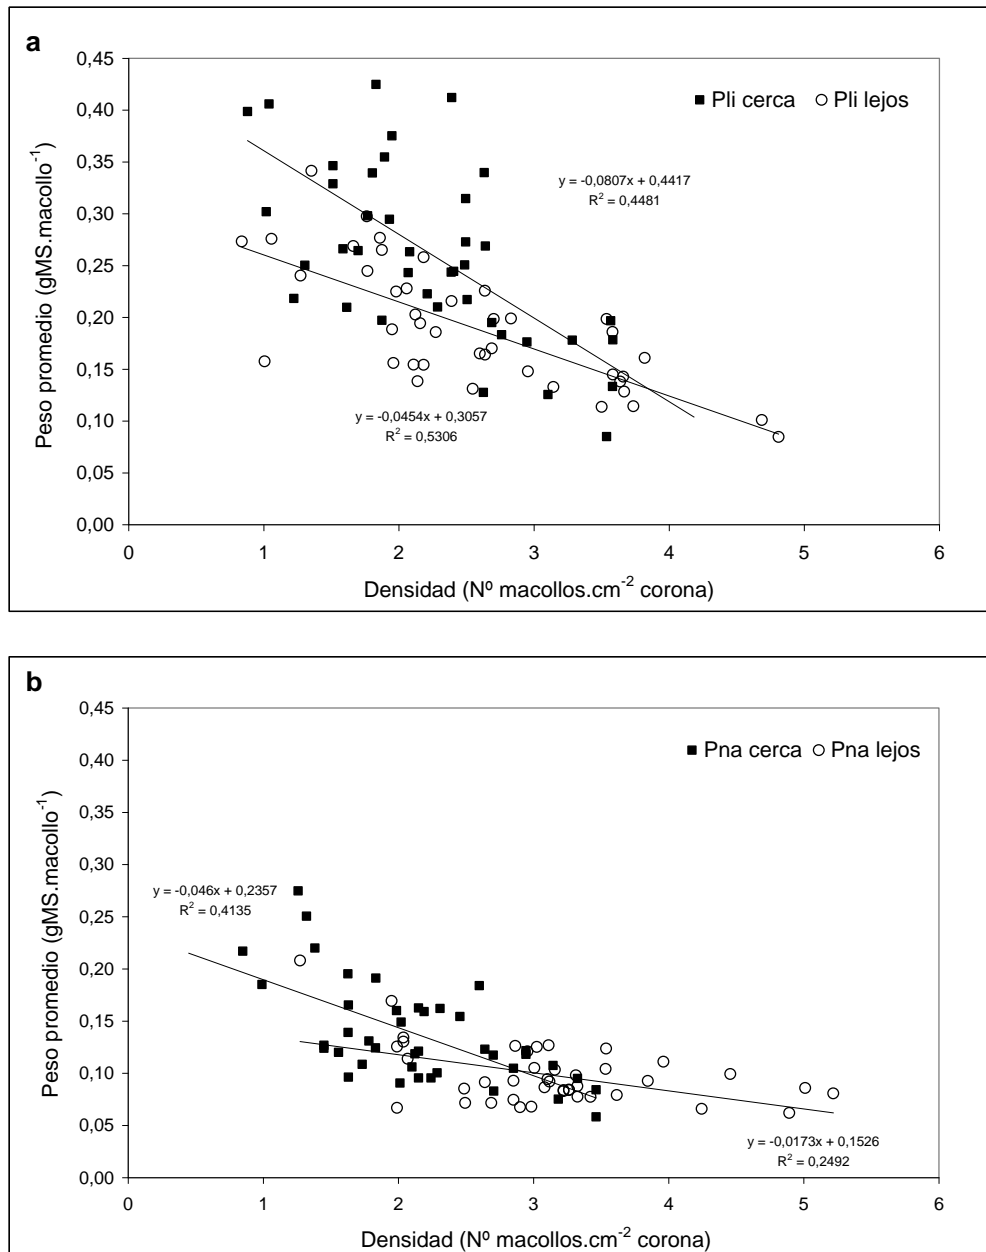 a
0,45
0,40
0,35
0,30
0,25
0,20
0,15
0,10
0,05
0,00
Peso promedio (gMS.macollo⁻¹)
Pli cerca Pli lejos
y = -0,0807x + 0,4417
R² = 0,4481
y = -0,0454x + 0,3057
R² = 0,5306
0 1 2 3 4 5 6
Densidad (Nº macollos.cm⁻² corona)
b
0,45
0,40
0,35
0,30
0,25
0,20
0,15
0,10
0,05
0,00
Peso promedio (gMS.macollo⁻¹)
Pna cerca Pna lejos
y = -0,046x + 0,2357
R² = 0,4135
y = -0,0173x + 0,1526
R² = 0,2492
0 1 2 3 4 5 6
Densidad (Nº macollos.cm⁻² corona)